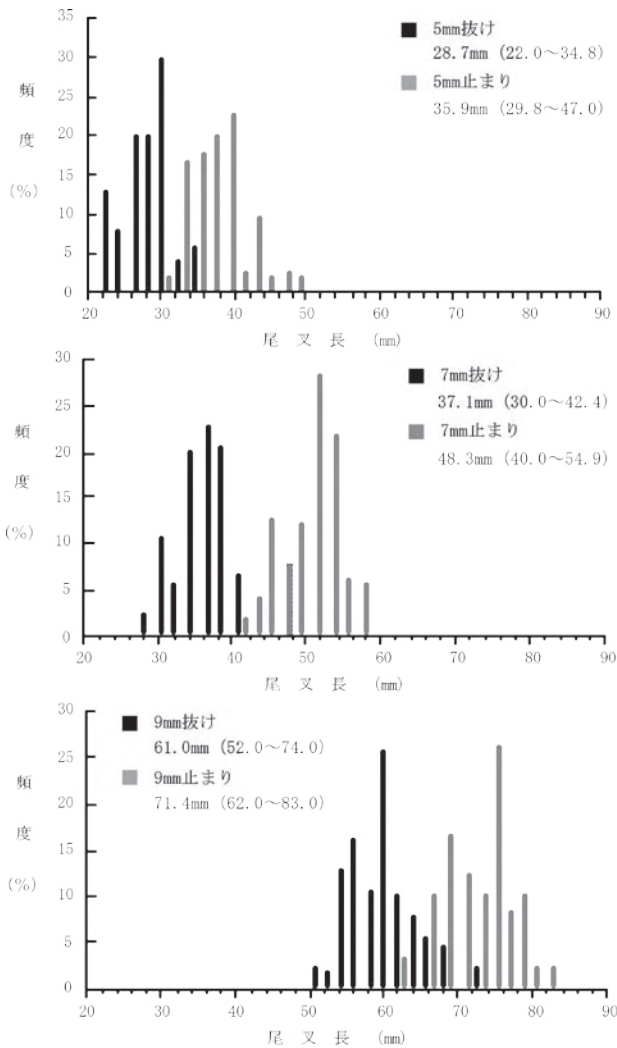 35
30
25
20
15
10
5
0
頻
度
(%)
5mm抜け
28.7mm (22.0〜34.8)
5mm止まり
35.9mm (29.8〜47.0)
20 30 40 50 60 70 80 90
尾 叉 長 (mm)
30
25
20
15
10
5
0
頻
度
(%)
7mm抜け
37.1mm (30.0〜42.4)
7mm止まり
48.3mm (40.0〜54.9)
20 30 40 50 60 70 80 90
尾 叉 長 (mm)
30
25
20
15
10
5
0
頻
度
(%)
9mm抜け
61.0mm (52.0〜74.0)
9mm止まり
71.4mm (62.0〜83.0)
20 30 40 50 60 70 80 90
尾 叉 長 (mm)